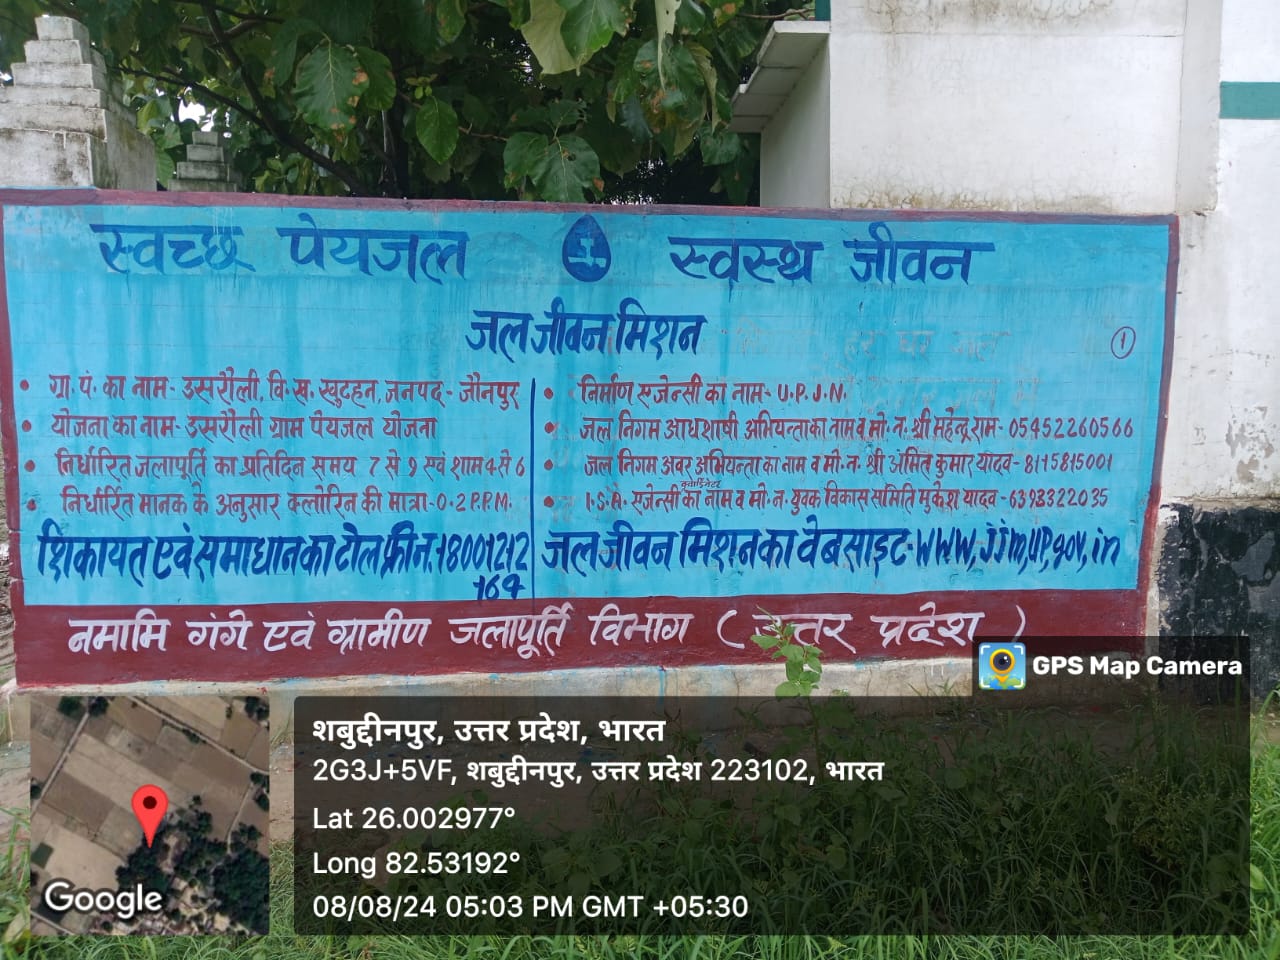 स्वच्छ पेयजल स्वस्थ जीवन
जल जीवन मिशन
1
• ग्रा. पं. का नाम- उसरौली, वि. ख. खुटहन, जनपद- जौनपुर
• योजना का नाम- उसरौली ग्राम पेयजल योजना
• निर्धारित जलापूर्ति का प्रतिदिन समय 7 से 9 एवं शाम 4 से 6
• निर्धारित मानक के अनुसार क्लोरिन की मात्रा-0.2 P.P.M.
शिकायत एवं समाधान का टोल फ्री न.-18001212
164
• निर्माण एजेन्सी का नाम- U.P.J.N.
• जल निगम अधिशाषी अभियन्ता का नाम व मो. न. श्री महेन्द्र राम- 05452260566
• जल निगम अवर अभियन्ता का नाम व मो. न. श्री अमित कुमार यादव- 8115815001
क्वार्डिनेटर
• I.S.A. एजेन्सी का नाम व मो. न. युवक विकास समिति मुकेश यादव- 6393322035
जल जीवन मिशन का वेबसाइट-www.jjm.up.gov.in
नमामि गंगे एवं ग्रामीण जलापूर्ति विभाग ( उत्तर प्रदेश )
GPS Map Camera
शबुद्दीनपुर, उत्तर प्रदेश, भारत
2G3J+5VF, शबुद्दीनपुर, उत्तर प्रदेश 223102, भारत
Lat 26.002977°
Long 82.53192°
08/08/24 05:03 PM GMT +05:30
Google